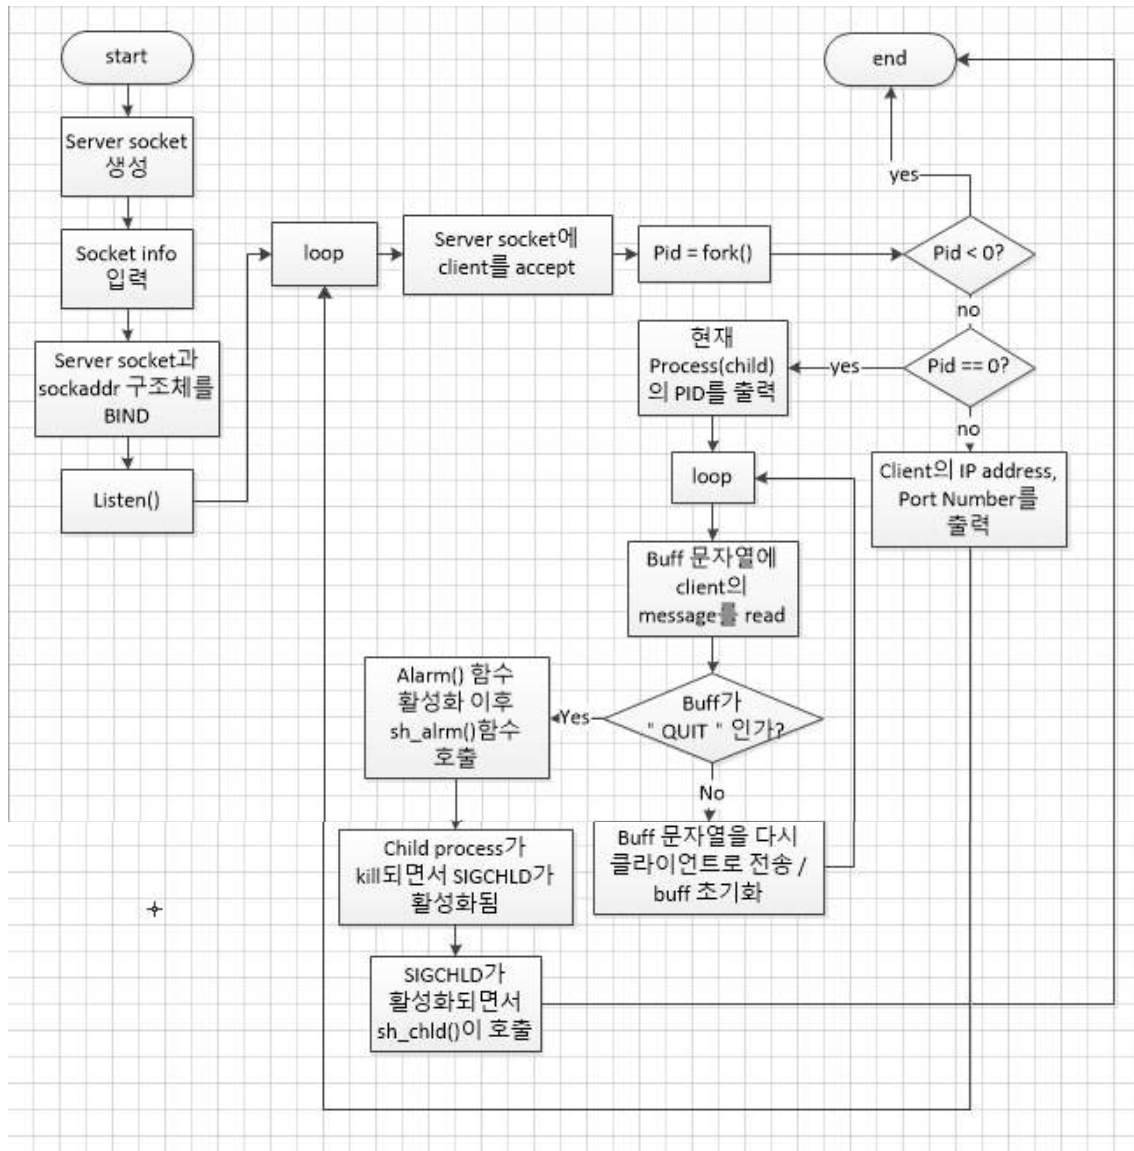 start
Server socket
생성
Socket info
입력
Server socket과
sockaddr 구조체를
BIND
Listen()
loop
Server socket에
client를 accept
Pid = fork()
end
yes
Pid < 0?
no
Pid == 0?
yes
현재
Process(child)
의 PID를 출력
no
Client의 IP address,
Port Number를
출력
loop
Buff 문자열에
client의
message를 read
Buff가
" QUIT " 인가?
Yes
Alarm() 함수
활성화 이후
sh_alrm()함수
호출
No
Buff 문자열을 다시
클라이언트로 전송 /
buff 초기화
Child process가
kill되면서 SIGCHLD가
활성화됨
SIGCHLD가
활성화되면서
sh_chld()이 호출